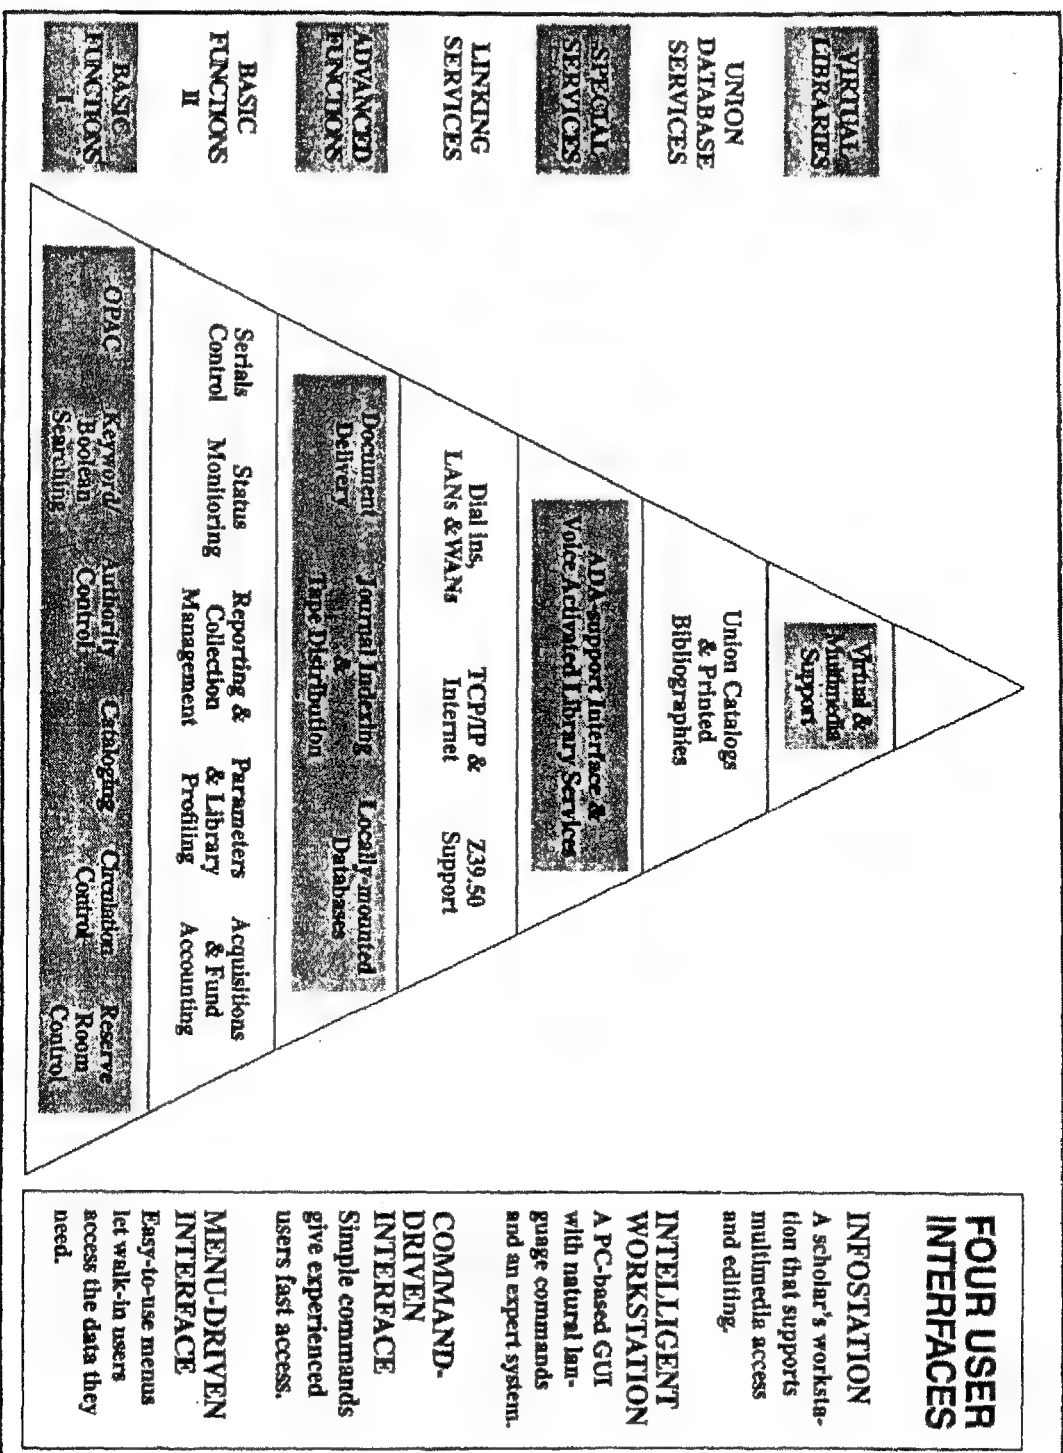 VIRTUAL
LIBRARIES
UNION
DATABASE
SERVICES
SPECIAL
SERVICES
LINKING
SERVICES
ADVANCED
FUNCTIONS
BASIC
FUNCTIONS
II
BASIC
FUNCTIONS
I
Virtual &
Multimedia
Support
Union Catalogs
& Printed
Bibliographies
ADA-support Interface &
Voice Activated Library Services
Dial ins,
LANs & WANs
TCP/IP &
Internet
Z39.50
Support
Document
Delivery
Journal Indexing
&
Tape Distribution
Locally-mounted
Databases
Serials
Control
Status
Monitoring
Reporting &
Collection
Management
Parameters
& Library
Profiling
Acquisitions
& Fund
Accounting
OPAC
Keyword/
Boolean
Searching
Authority
Control
Cataloging
Circulation
Control
Reserve
Room
Control
FOUR USER
INTERFACES
INFOSTATION
A scholar's worksta-
tion that supports
multimedia access
and editing.
INTELLIGENT
WORKSTATION
A PC-based GUI
with natural lan-
guage commands
and an expert system.
COMMAND-
DRIVEN
INTERFACE
Simple commands
give experienced
users fast access.
MENU-DRIVEN
INTERFACE
Easy-to-use menus
let walk-in users
access the data they
need.